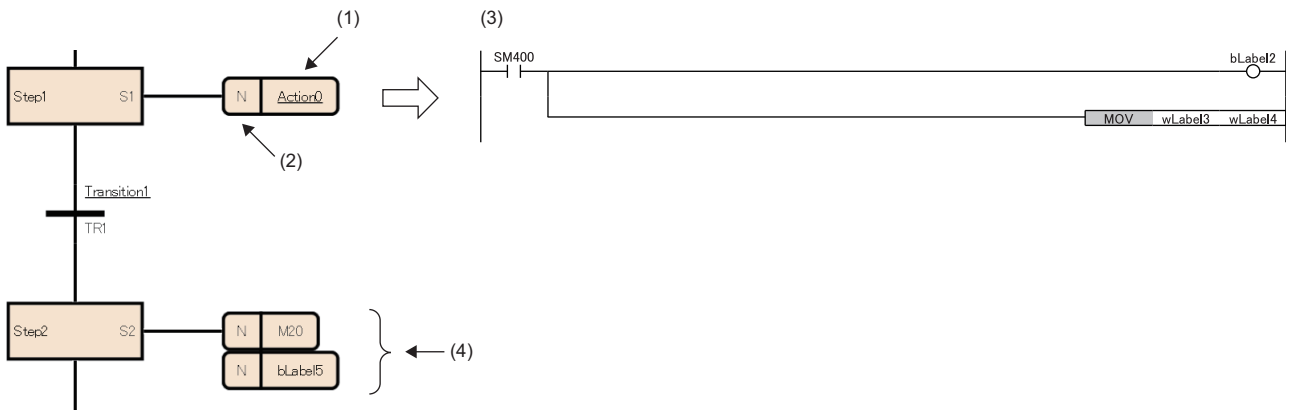 (1)
(3)
SM400
bLabel2
Step1 S1 N Action0
MOV wLabel3 wLabel4
(2)
Transition1
TR1
Step2 S2 N M20
(4)
N bLabel5